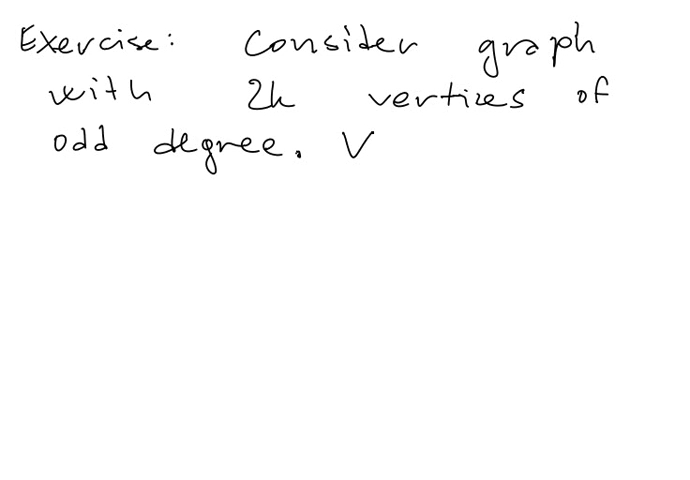 Exercise: Consider graph
with 2k vertices of
odd degree. V